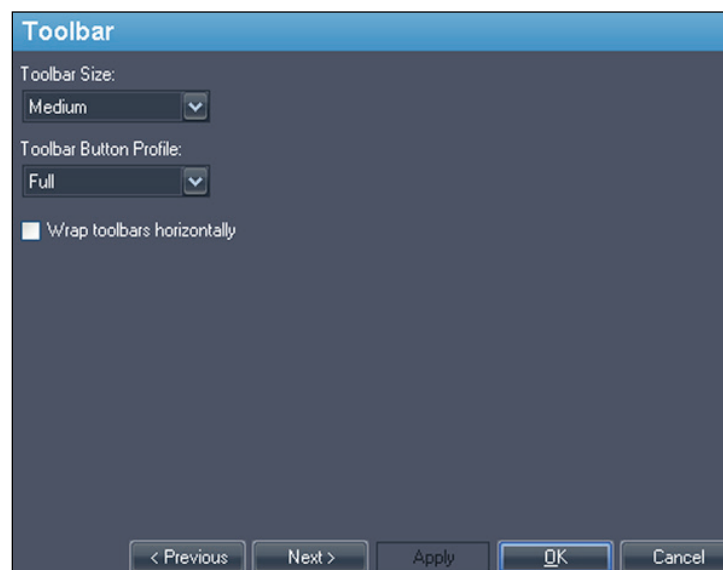 Toolbar
Toolbar Size:
Medium
Toolbar Button Profile:
Full
Wrap toolbars horizontally
< Previous Next > Apply OK Cancel